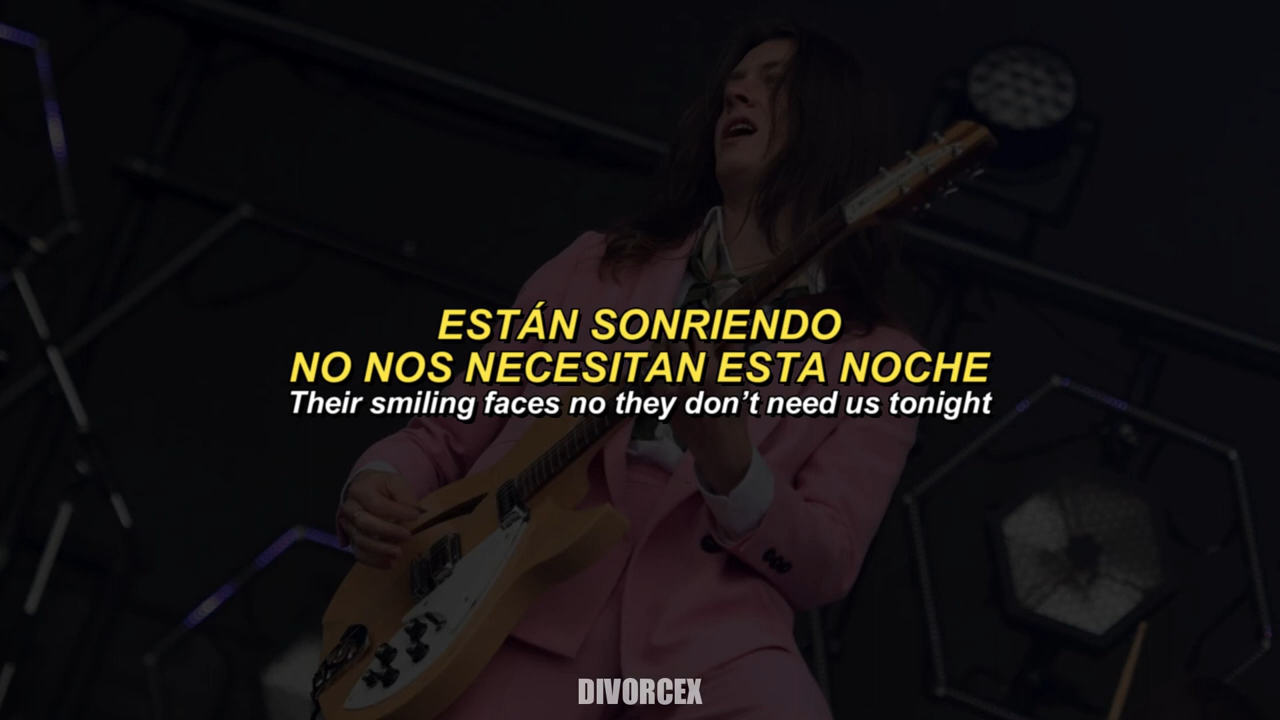 ESTÁN SONRIENDO
NO NOS NECESITAN ESTA NOCHE
Their smiling faces no they don’t need us tonight
DIVORCEX